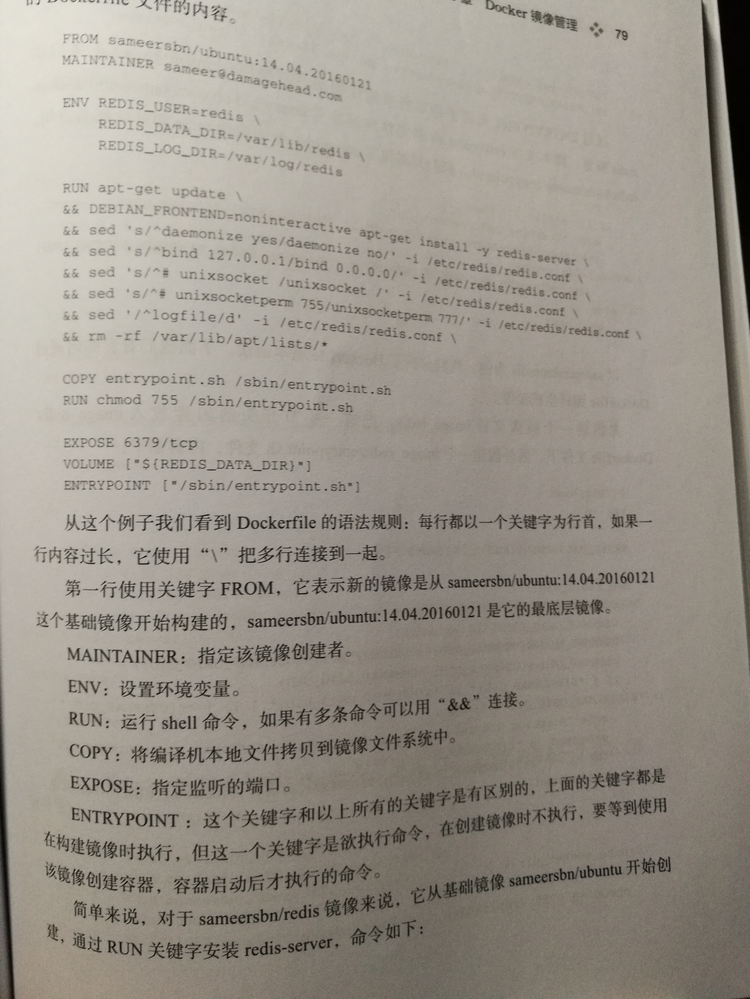 Docker 镜像管理 79
文件的内容。
FROM sameersbn/ubuntu:14.04.20160121
MAINTAINER sameer@damagehead.com
ENV REDIS_USER=redis \
REDIS_DATA_DIR=/var/lib/redis \
REDIS_LOG_DIR=/var/log/redis
RUN apt-get update \
&& DEBIAN_FRONTEND=noninteractive apt-get install -y redis-server \
&& sed 's/^daemonize yes/daemonize no/' -i /etc/redis/redis.conf \
&& sed 's/^bind 127.0.0.1/bind 0.0.0.0/' -i /etc/redis/redis.conf \
&& sed 's/^# unixsocket /unixsocket /' -i /etc/redis/redis.conf \
&& sed 's/^# unixsocketperm 755/unixsocketperm 777/' -i /etc/redis/redis.conf \
&& sed '/^logfile/d' -i /etc/redis/redis.conf \
&& rm -rf /var/lib/apt/lists/*
COPY entrypoint.sh /sbin/entrypoint.sh
RUN chmod 755 /sbin/entrypoint.sh
EXPOSE 6379/tcp
VOLUME ["${REDIS_DATA_DIR}"]
ENTRYPOINT ["/sbin/entrypoint.sh"]
从这个例子我们看到 Dockerfile 的语法规则：每行都以一个关键字为行首，如果一
行内容过长，它使用“\”把多行连接到一起。
第一行使用关键字 FROM，它表示新的镜像是从 sameersbn/ubuntu:14.04.20160121
这个基础镜像开始构建的，sameersbn/ubuntu:14.04.20160121 是它的最底层镜像。
MAINTAINER：指定该镜像创建者。
ENV：设置环境变量。
RUN：运行 shell 命令，如果有多条命令可以用“&&”连接。
COPY：将编译机本地文件拷贝到镜像文件系统中。
EXPOSE：指定监听的端口。
ENTRYPOINT：这个关键字和以上所有的关键字是有区别的，上面的关键字都是
在构建镜像时执行，但这一个关键字是欲执行命令，在创建镜像时不执行，要等到使用
该镜像创建容器，容器启动后才执行的命令。
简单来说，对于 sameersbn/redis 镜像来说，它从基础镜像 sameersbn/ubuntu 开始创
建，通过 RUN 关键字安装 redis-server，命令如下：